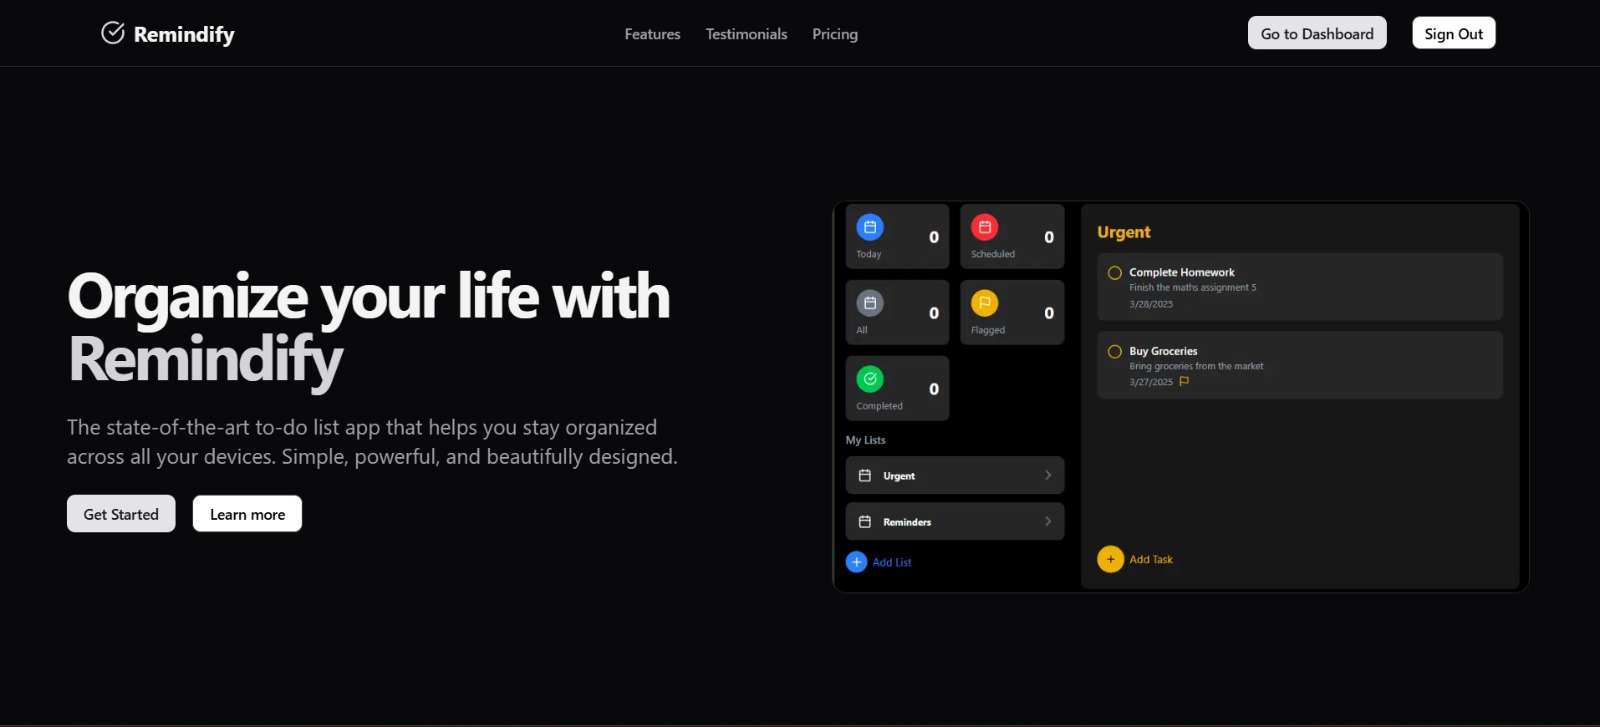 Remindify
Features
Testimonials
Pricing
Go to Dashboard
Sign Out
Organize your life with
Remindify
The state-of-the-art to-do list app that helps you stay organized
across all your devices. Simple, powerful, and beautifully designed.
Get Started
Learn more
0
Today
0
Scheduled
0
All
0
Flagged
0
Completed
My Lists
Urgent
Reminders
Add List
Urgent
Complete Homework
Finish the maths assignment 5
3/28/2025
Buy Groceries
Bring groceries from the market
3/27/2025
Add Task